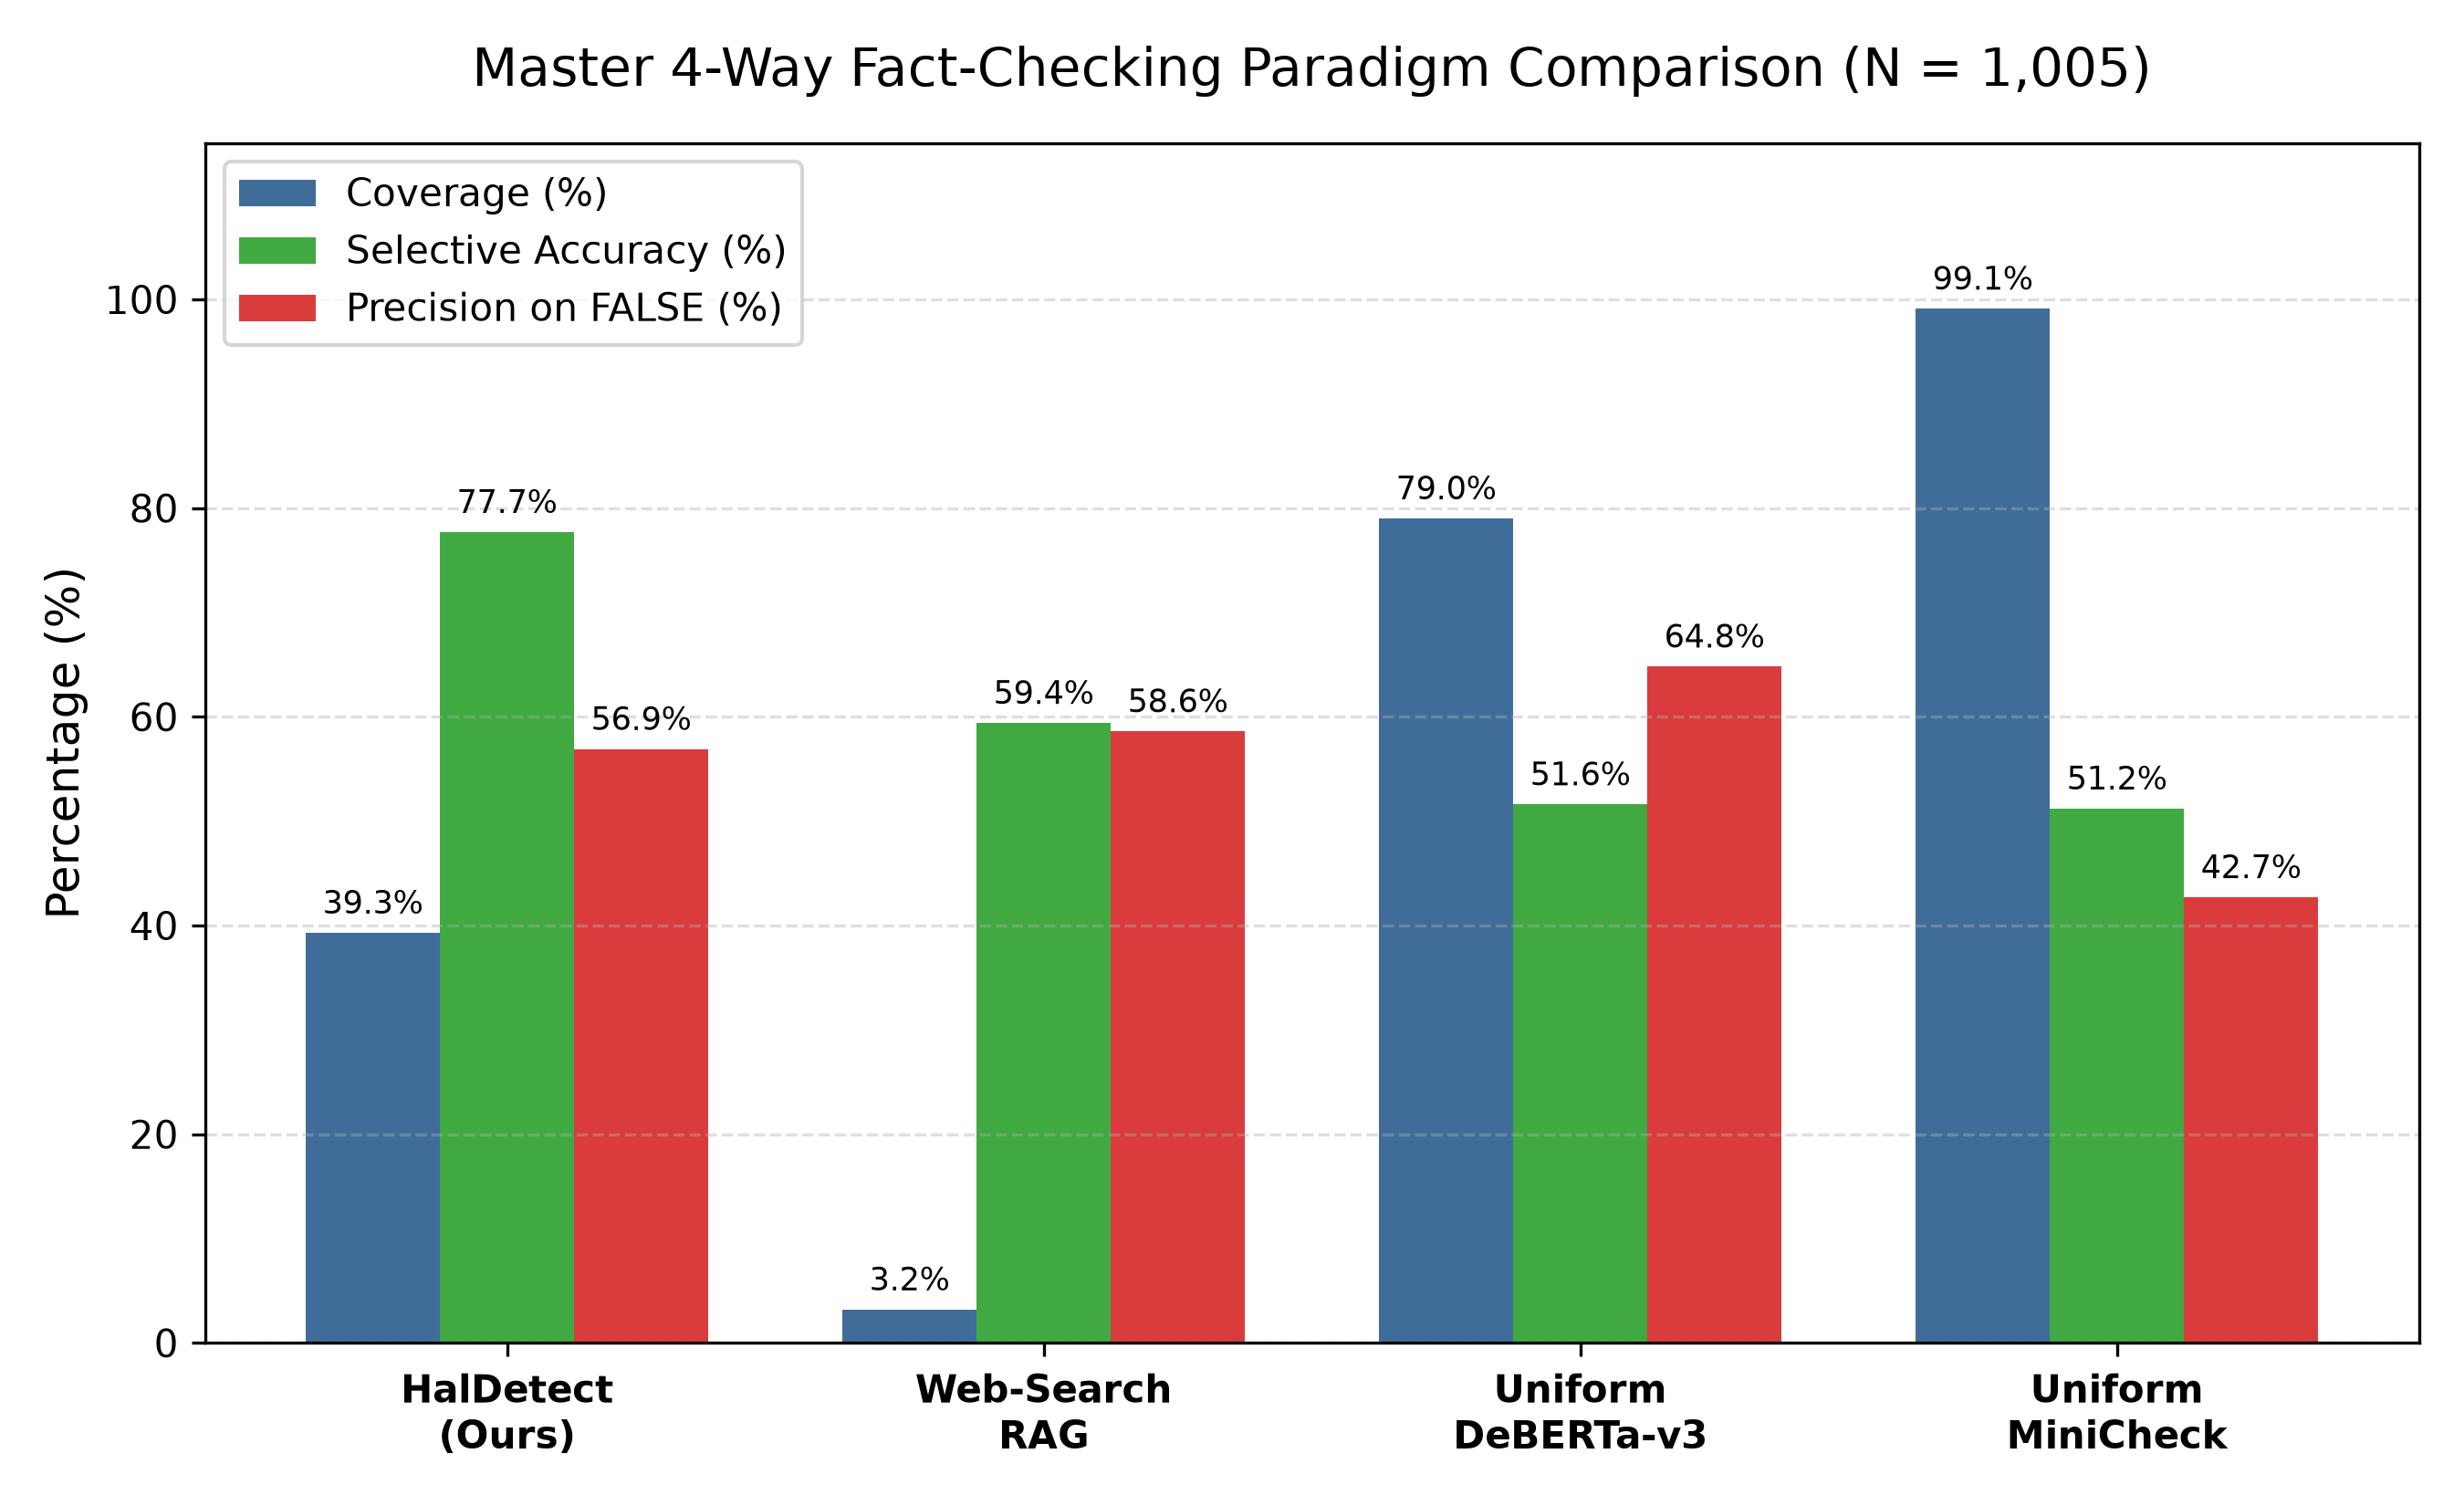 Master 4-Way Fact-Checking Paradigm Comparison (N = 1,005)
Coverage (%)
Selective Accuracy (%)
Precision on FALSE (%)
Percentage (%)
100
80
60
40
20
0
39.3%
77.7%
56.9%
3.2%
59.4%
58.6%
79.0%
51.6%
64.8%
99.1%
51.2%
42.7%
HalDetect
(Ours)
Web-Search
RAG
Uniform
DeBERTa-v3
Uniform
MiniCheck